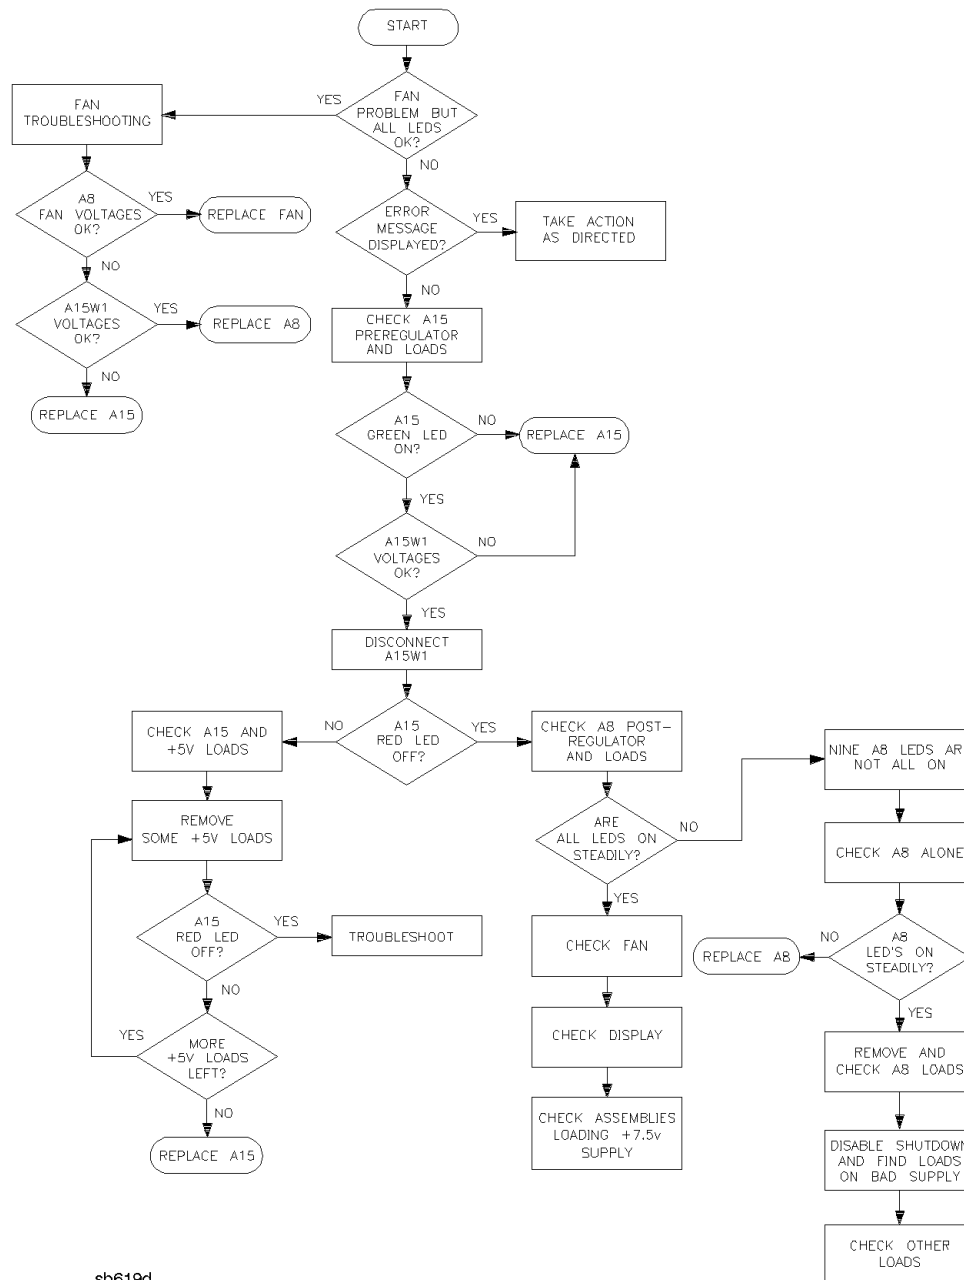 START
FAN
PROBLEM BUT
ALL LEDS
OK?
YES
NO
FAN
TROUBLESHOOTING
A8
FAN VOLTAGES
OK?
YES
REPLACE FAN
NO
A15W1
VOLTAGES
OK?
YES
REPLACE A8
NO
REPLACE A15
ERROR
MESSAGE
DISPLAYED?
YES
TAKE ACTION
AS DIRECTED
NO
CHECK A15
PREREGULATOR
AND LOADS
A15
GREEN LED
ON?
NO
REPLACE A15
YES
A15W1
VOLTAGES
OK?
NO
YES
DISCONNECT
A15W1
A15
RED LED
OFF?
NO
YES
CHECK A15 AND
+5V LOADS
REMOVE
SOME +5V LOADS
A15
RED LED
OFF?
YES
TROUBLESHOOT
NO
MORE
+5V LOADS
LEFT?
YES
NO
REPLACE A15
CHECK A8 POST-
REGULATOR
AND LOADS
ARE
ALL LEDS ON
STEADILY?
NO
YES
CHECK FAN
CHECK DISPLAY
CHECK ASSEMBLIES
LOADING +7.5v
SUPPLY
NINE A8 LEDS AR
NOT ALL ON
CHECK A8 ALONE
A8
LED'S ON
STEADILY?
NO
REPLACE A8
YES
REMOVE AND
CHECK A8 LOADS
DISABLE SHUTDOWN
AND FIND LOADS
ON BAD SUPPLY
CHECK OTHER
LOADS
sb619d